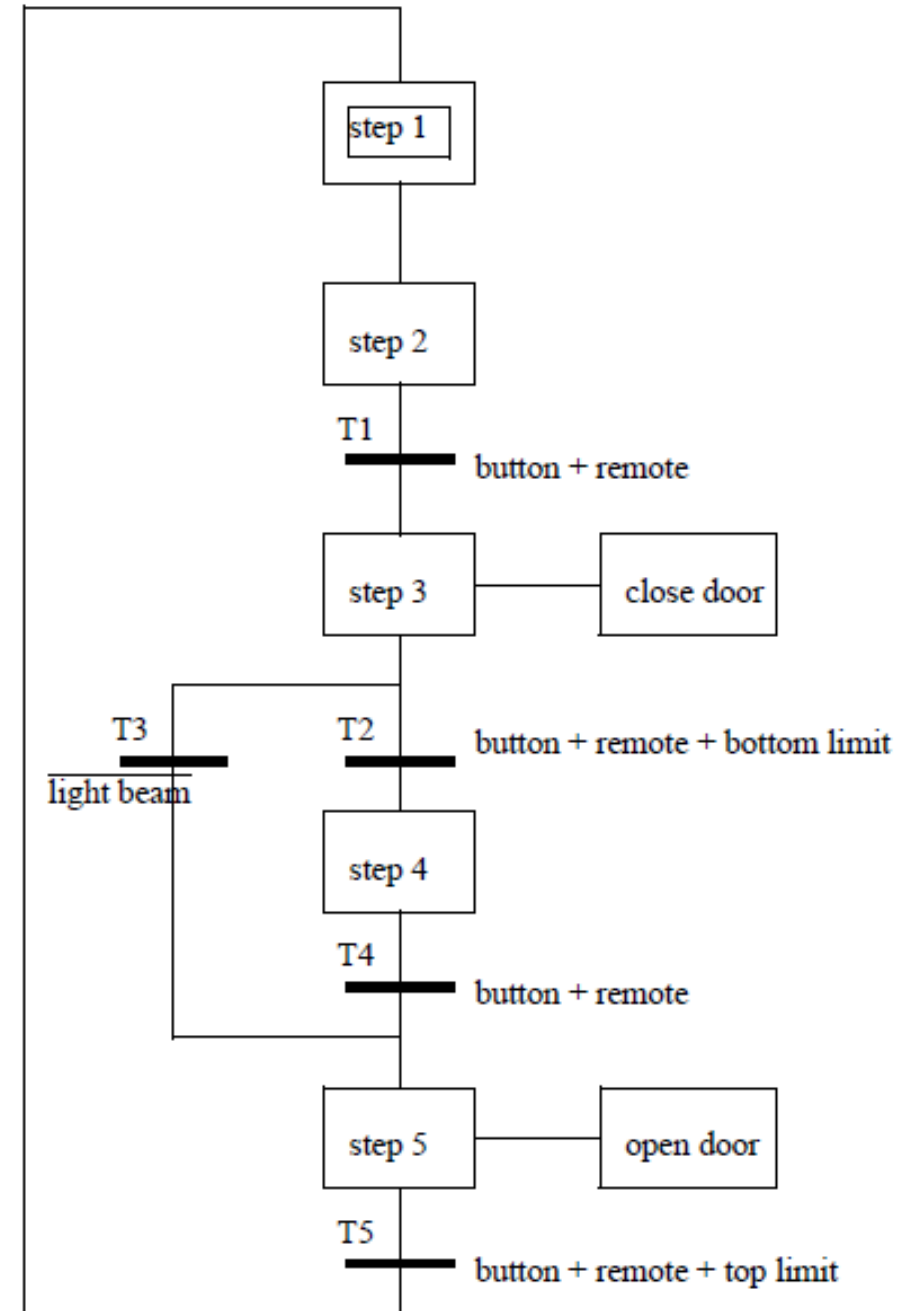 step 1
step 2
T1
button + remote
step 3
close door
T3
T2
button + remote + bottom limit
light beam
step 4
T4
button + remote
step 5
open door
T5
button + remote + top limit